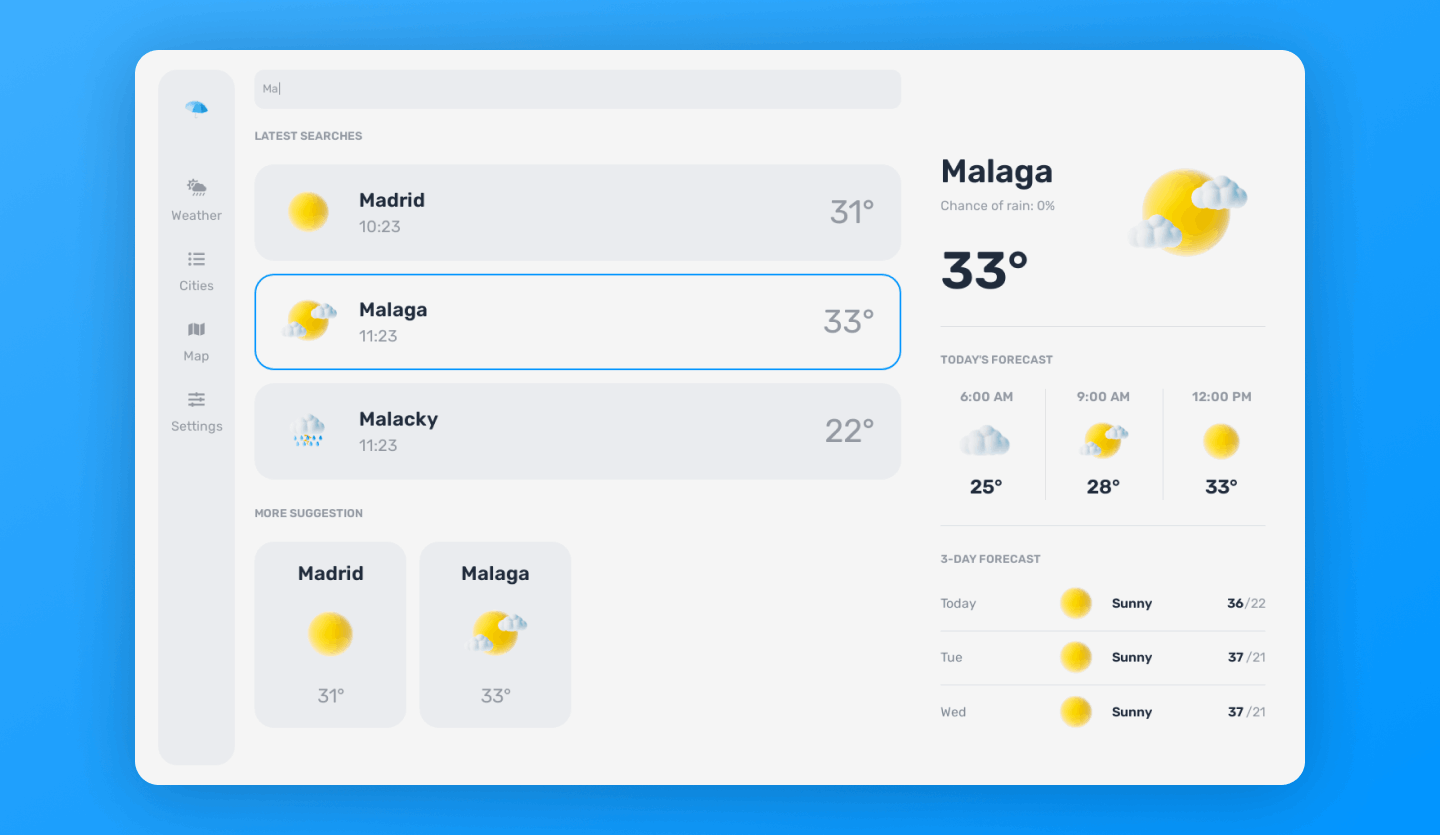 Ma
Weather
Cities
Map
Settings
LATEST SEARCHES
Madrid
10:23
31°
Malaga
11:23
33°
Malacky
11:23
22°
MORE SUGGESTION
Madrid
31°
Malaga
33°
Malaga
Chance of rain: 0%
33°
TODAY'S FORECAST
6:00 AM
25°
9:00 AM
28°
12:00 PM
33°
3-DAY FORECAST
Today Sunny 36/22
Tue Sunny 37/21
Wed Sunny 37/21